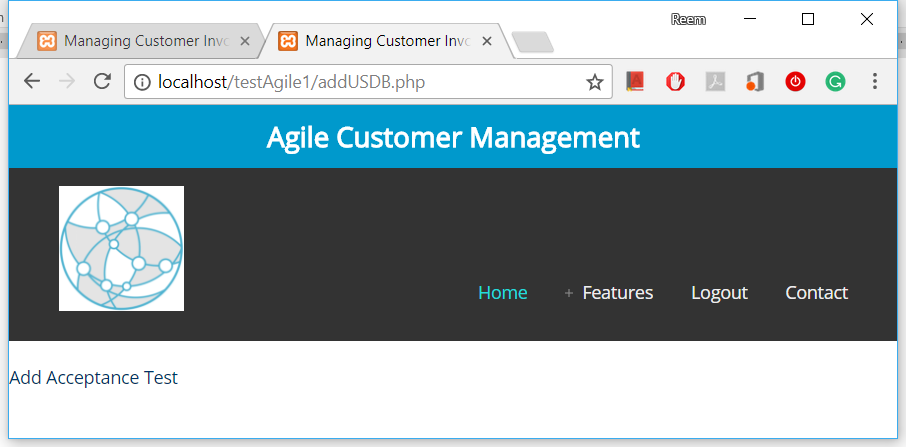 Reem
Managing Customer Invo
Managing Customer Invo
localhost/testAgile1/addUSDB.php
Agile Customer Management
Home + Features Logout Contact
Add Acceptance Test